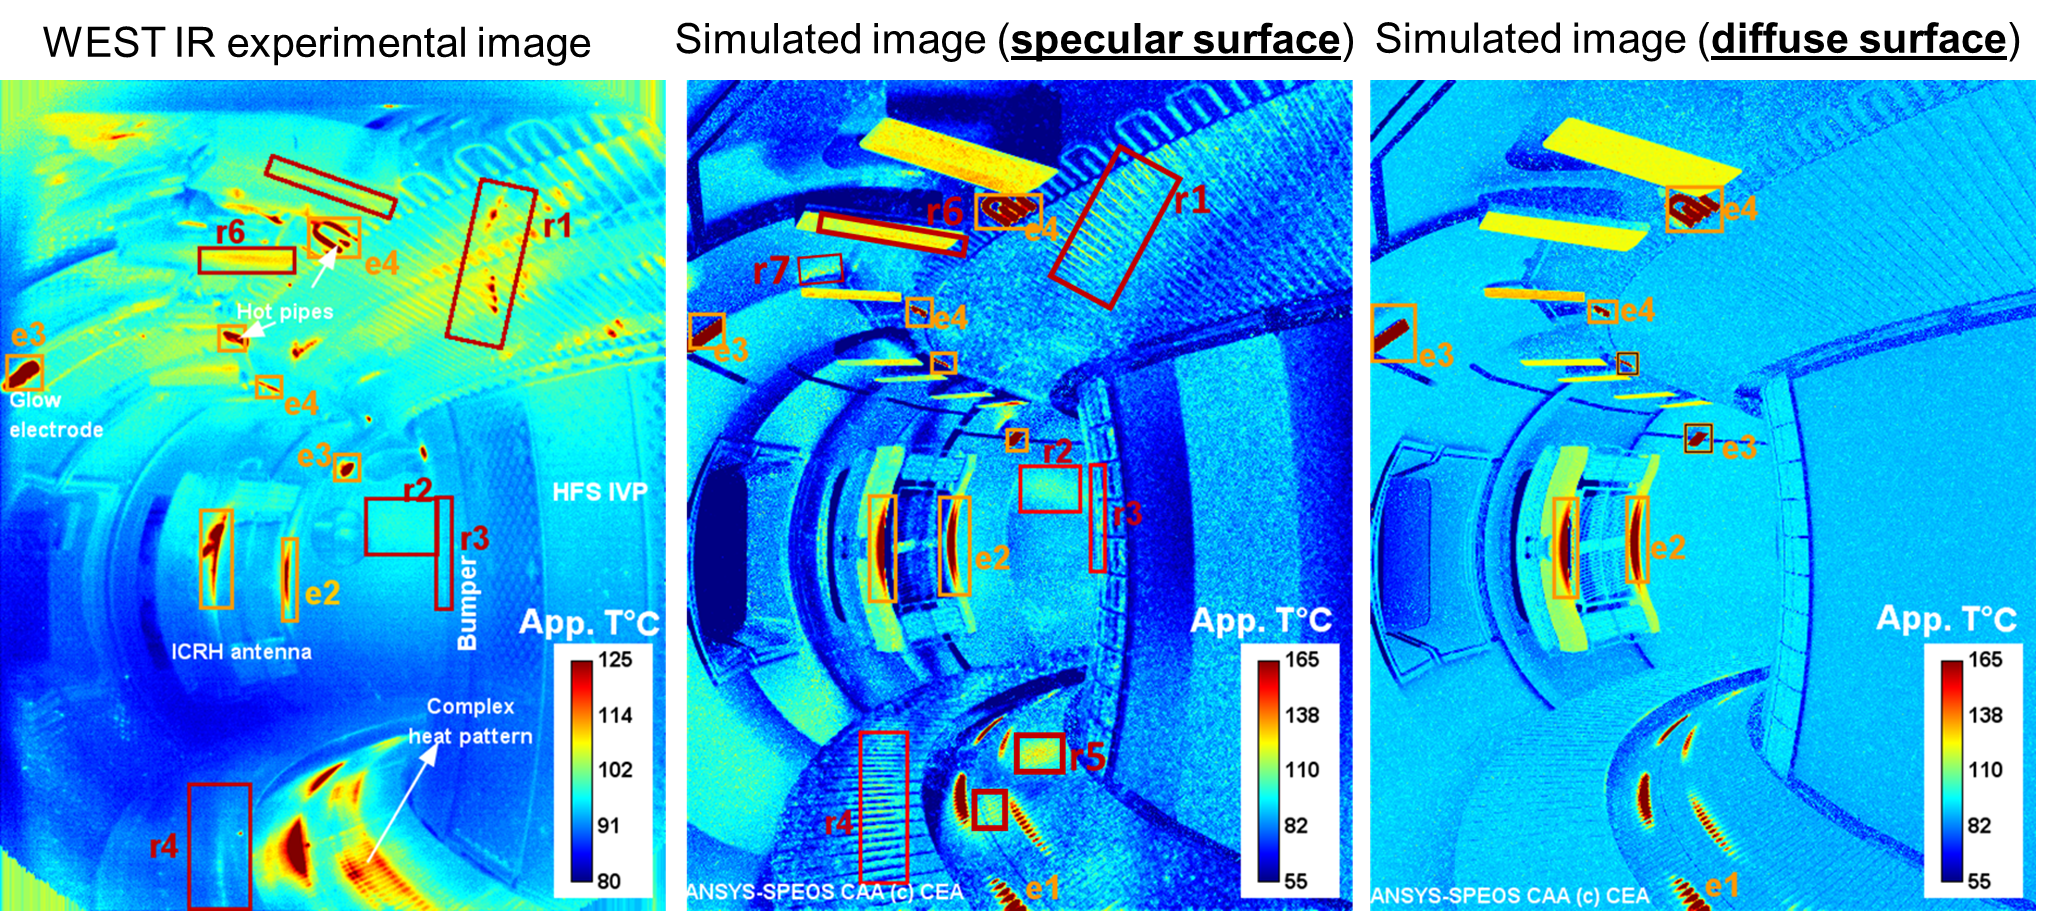 WEST IR experimental image
r6
r1
e4
Hot pipes
e3
Glow
electrode
e4
e3
r2
HFS IVP
r3
e2
Bumper
App. T°C
ICRH antenna
125
114
102
91
80
Complex
heat pattern
r4
Simulated image (specular surface)
r6
r1
e4
r7
e4
e3
r2
r3
e2
App. T°C
165
138
110
82
55
r5
r4
e1
ANSYS-SPEOS CAA (c) CEA
Simulated image (diffuse surface)
e4
e4
e3
e3
e2
App. T°C
165
138
110
82
55
e1
ANSYS-SPEOS CAA (c) CEA